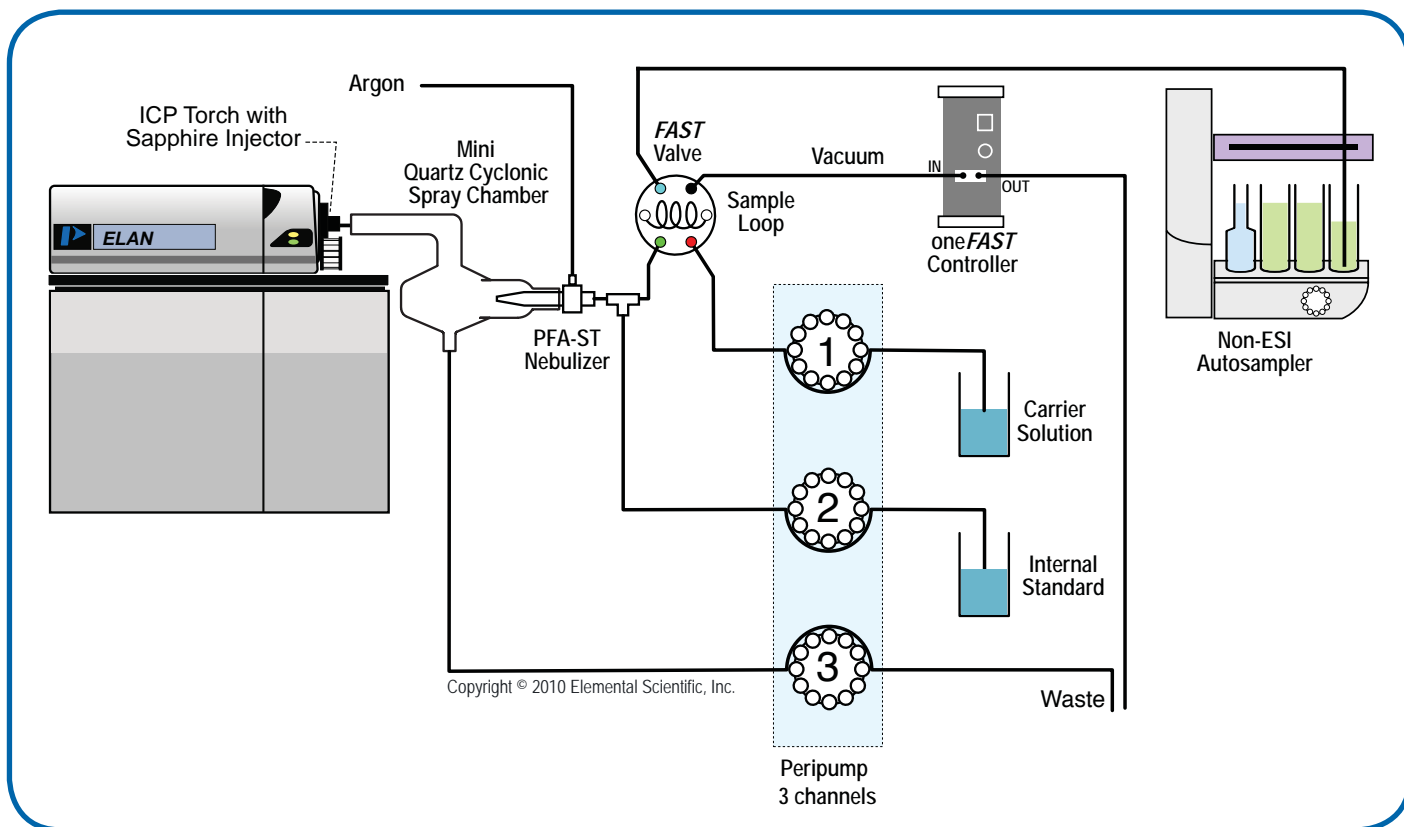 Argon
ICP Torch with
Sapphire Injector
Mini
Quartz Cyclonic
Spray Chamber
ELAN
FAST
Valve
Vacuum
Sample
Loop
IN
OUT
oneFAST
Controller
Non-ESI
Autosampler
PFA-ST
Nebulizer
1
Carrier
Solution
2
Internal
Standard
3
Copyright © 2010 Elemental Scientific, Inc.
Waste
Peripump
3 channels